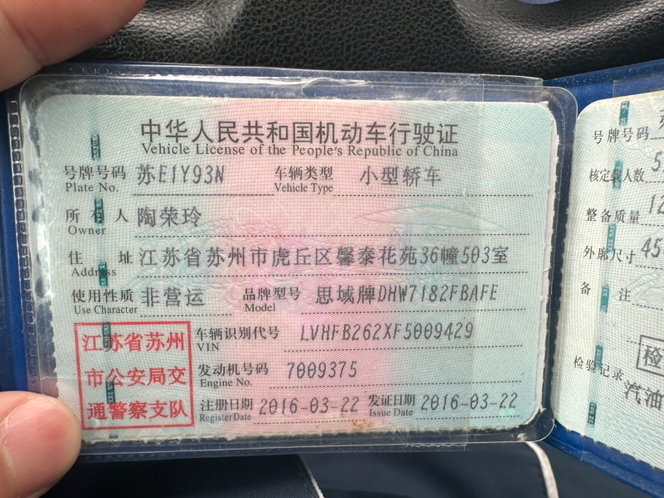 中华人民共和国机动车行驶证
Vehicle License of the People's Republic of China
号牌号码 苏E1Y93N 车辆类型 小型轿车
Plate No. Vehicle Type
所有人 陶荣玲
Owner
住址 江苏省苏州市虎丘区馨泰花苑36幢503室
Address
使用性质 非营运 品牌型号 思域牌DHW7182FBAFE
Use Character Model
江苏省苏州
市公安局交
通警察支队
车辆识别代号 LVHFB262XF5009429
VIN
发动机号码 7009375
Engine No.
注册日期 2016-03-22 发证日期 2016-03-22
Register Date Issue Date
号牌号码
核定载人数 5
整备质量 12
外廓尺寸 45
备注
检
检验记录
汽油